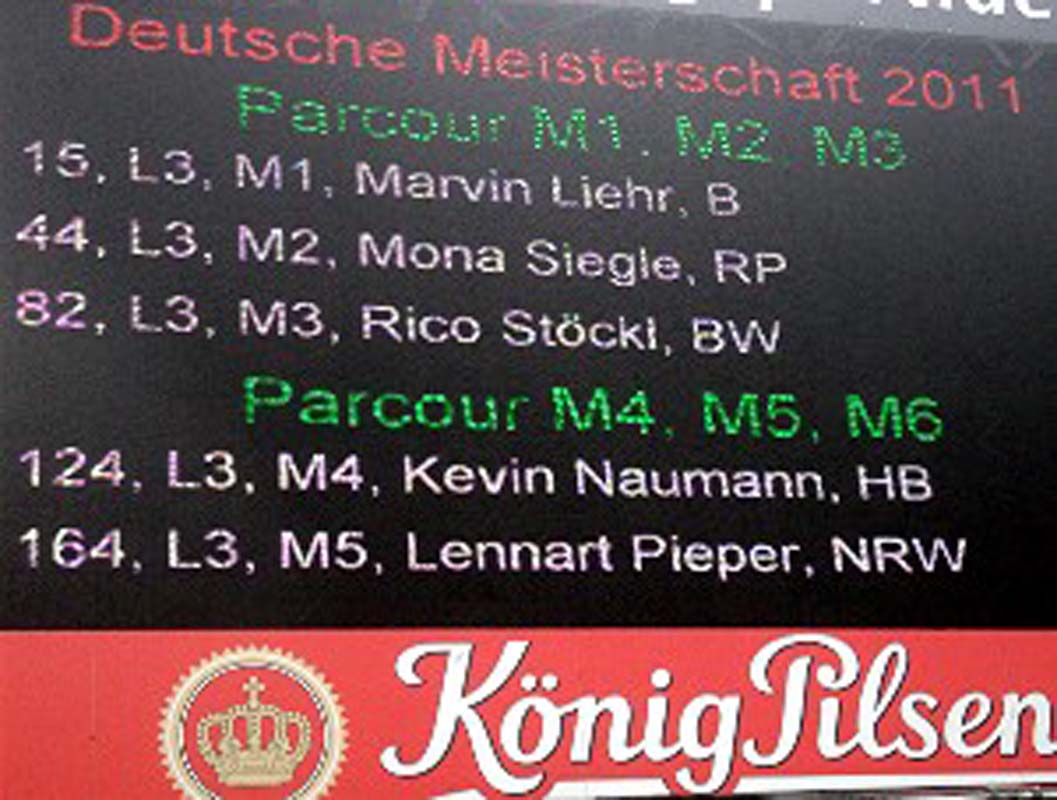 Deutsche Meisterschaft 2011
Parcour M1, M2, M3
15, L3, M1, Marvin Liehr, B
44, L3, M2, Mona Siegle, RP
82, L3, M3, Rico Stöckl, BW
Parcour M4, M5, M6
124, L3, M4, Kevin Naumann, HB
164, L3, M5, Lennart Pieper, NRW
König Pilsen